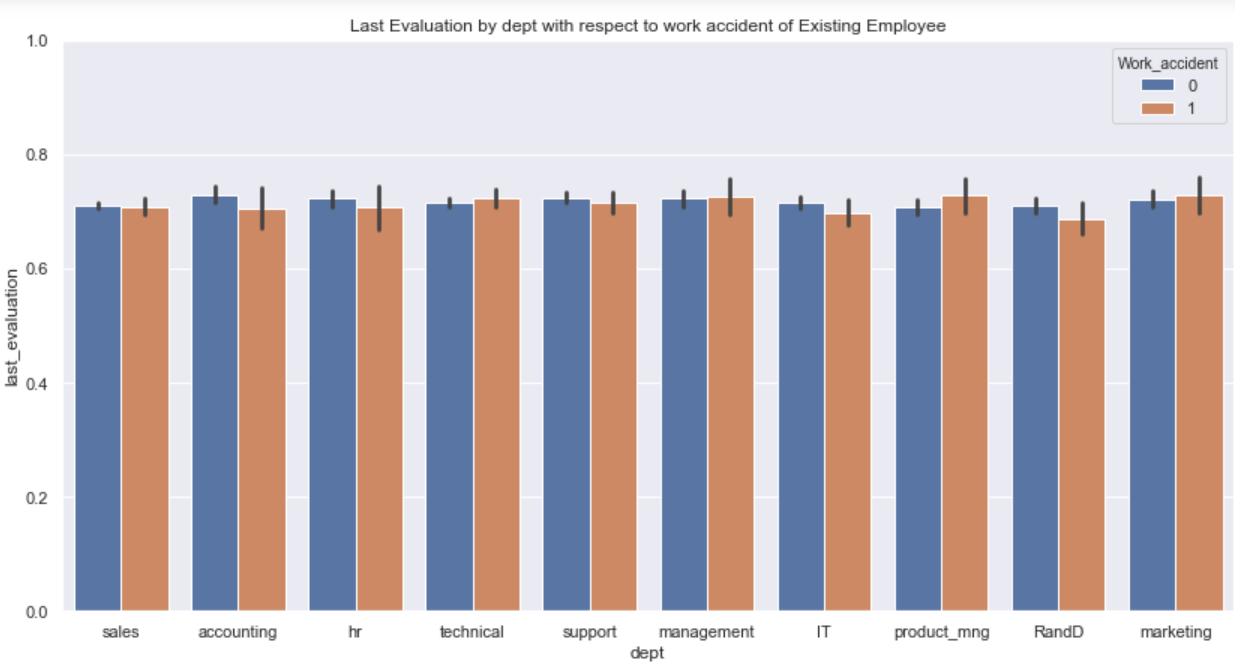 Last Evaluation by dept with respect to work accident of Existing Employee
1.0
Work_accident
0
1
0.8
0.6
last_evaluation
0.4
0.2
0.0
sales accounting hr technical support management IT product_mng RandD marketing
dept